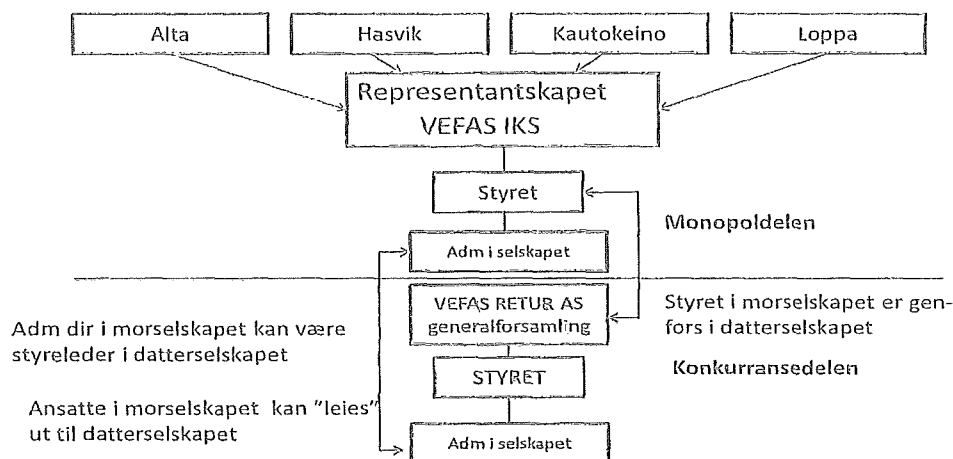 Alta
Hasvik
Kautokeino
Loppa
Representantskapet
VEFAS IKS
Styret
Monopoldelen
Adm i selskapet
VEFAS RETUR AS
generalforsamling
Styret i morselskapet er gen-
fors i datterselskapet
Adm dir i morselskapet kan være
styreleder i datterselskapet
STYRET
Konkurransedelen
Ansatte i morselskapet kan "leies"
ut til datterselskapet
Adm i selskapet